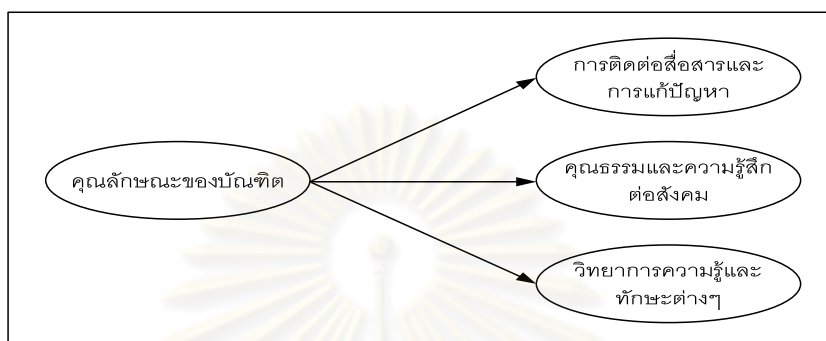 การติดต่อสื่อสารและ
การแก้ปัญหา
คุณลักษณะของบัณฑิต
คุณธรรมและความรู้สึก
ต่อสังคม
วิทยาการความรู้และ
ทักษะต่างๆ